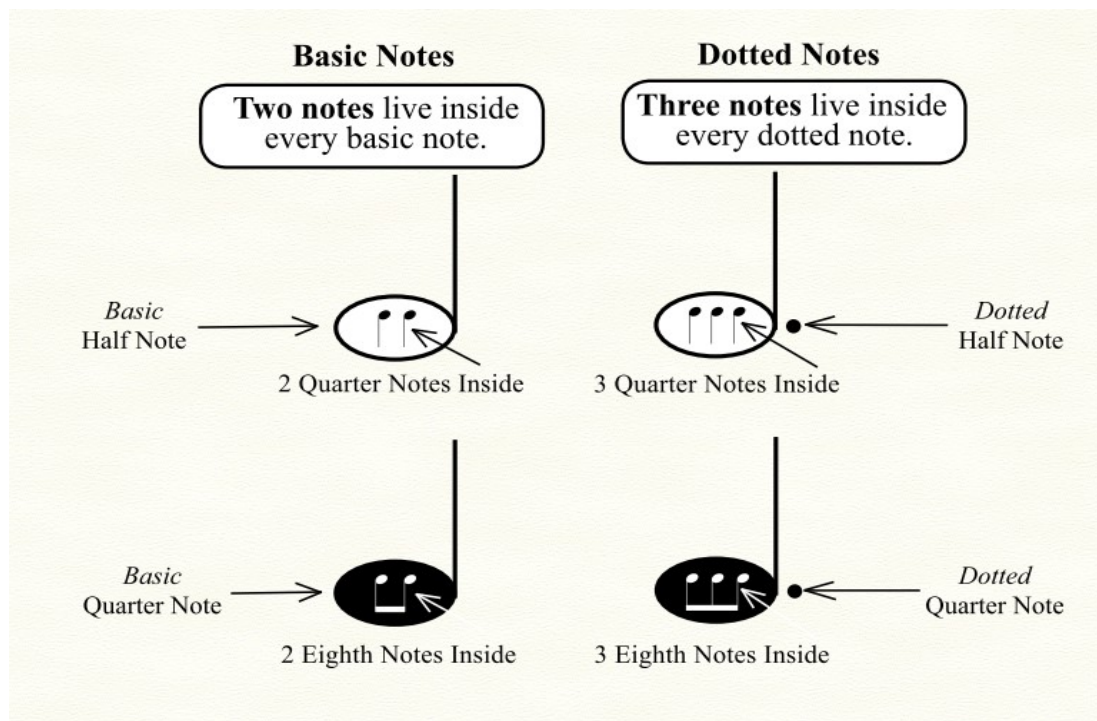 Basic Notes
Two notes live inside
every basic note.
Dotted Notes
Three notes live inside
every dotted note.
Basic
Half Note
2 Quarter Notes Inside
3 Quarter Notes Inside
Dotted
Half Note
Basic
Quarter Note
2 Eighth Notes Inside
3 Eighth Notes Inside
Dotted
Quarter Note